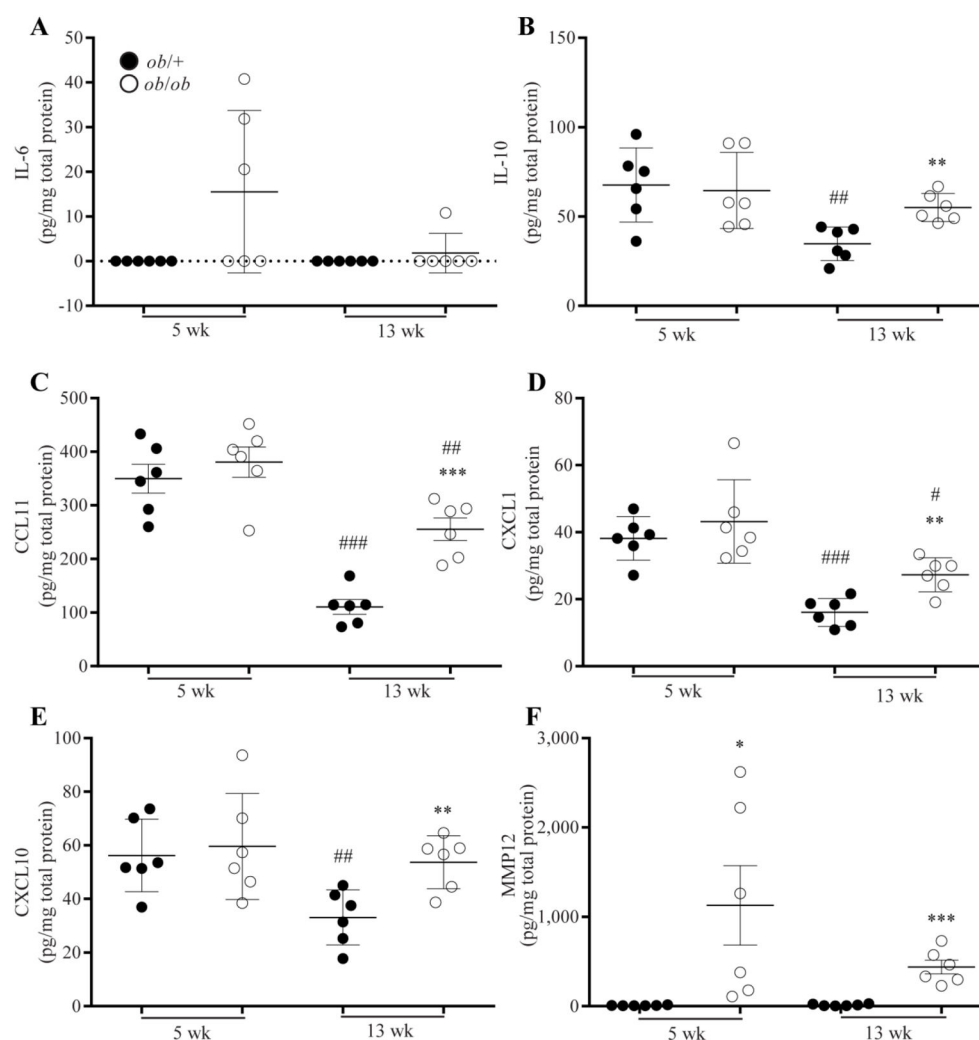 A
IL-6
(pg/mg total protein)
50
40
30
20
10
0
-10
ob/+
ob/ob
5 wk
13 wk
B
IL-10
(pg/mg total protein)
150
100
50
0
##
**
5 wk
13 wk
C
CCL11
(pg/mg total protein)
500
400
300
200
100
0
###
##
***
5 wk
13 wk
D
CXCL1
(pg/mg total protein
80
60
40
20
0
###
#
**
5 wk
13 wk
E
CXCL10
(pg/mg total protein)
100
80
60
40
20
0
##
**
5 wk
13 wk
F
MMP12
(pg/mg total protein)
3,000
2,000
1,000
0
*
***
5 wk
13 wk